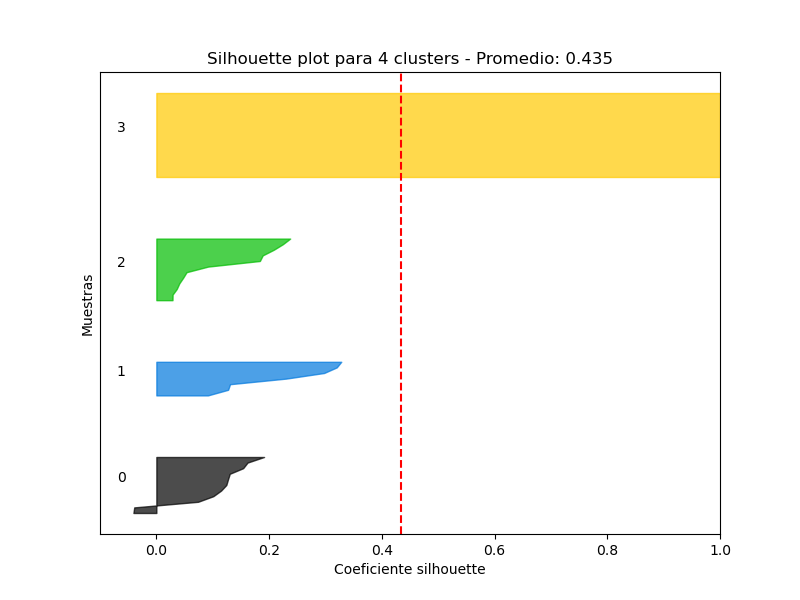 Silhouette plot para 4 clusters - Promedio: 0.435
3
2
1
0
Muestras
0.0 0.2 0.4 0.6 0.8 1.0
Coeficiente silhouette